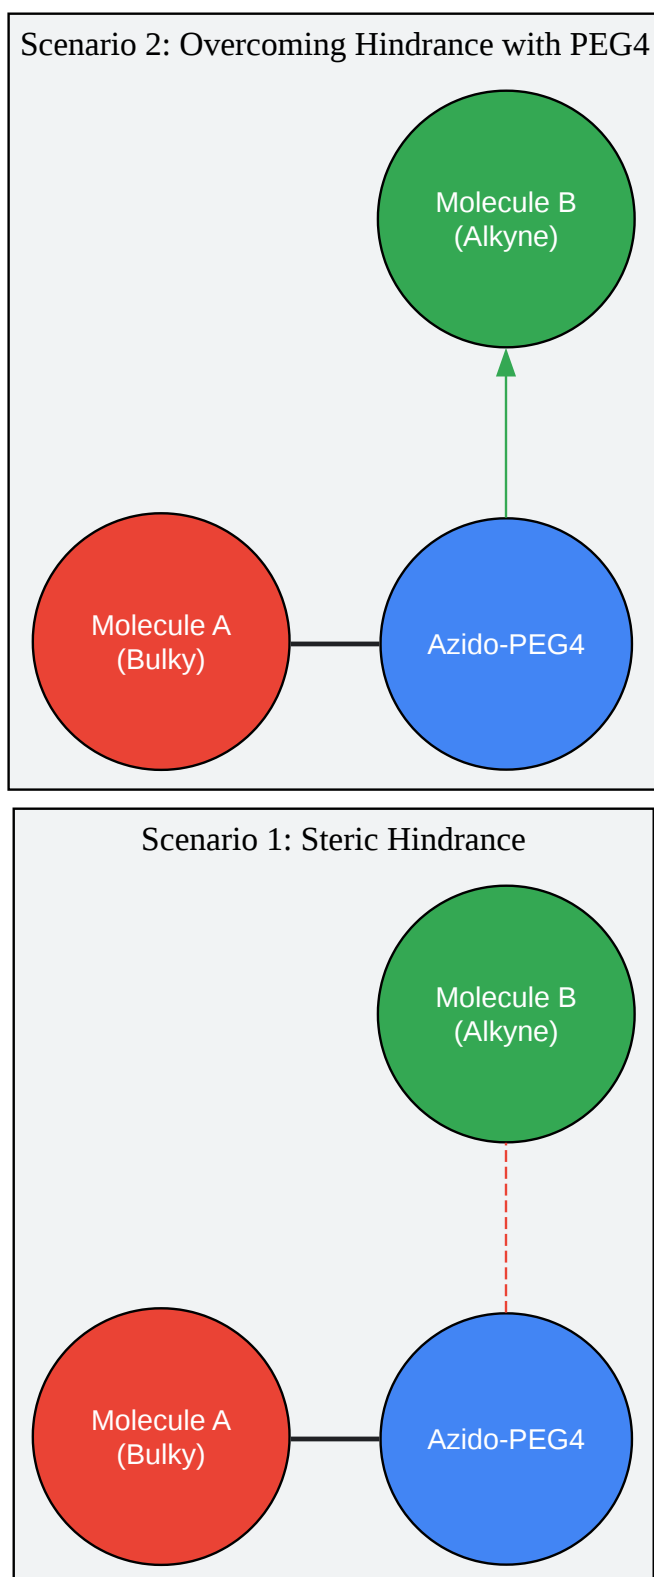 Scenario 2: Overcoming Hindrance with PEG4
Molecule B
(Alkyne)
Molecule A
(Bulky)
Azido-PEG4
Scenario 1: Steric Hindrance
Molecule B
(Alkyne)
Molecule A
(Bulky)
Azido-PEG4